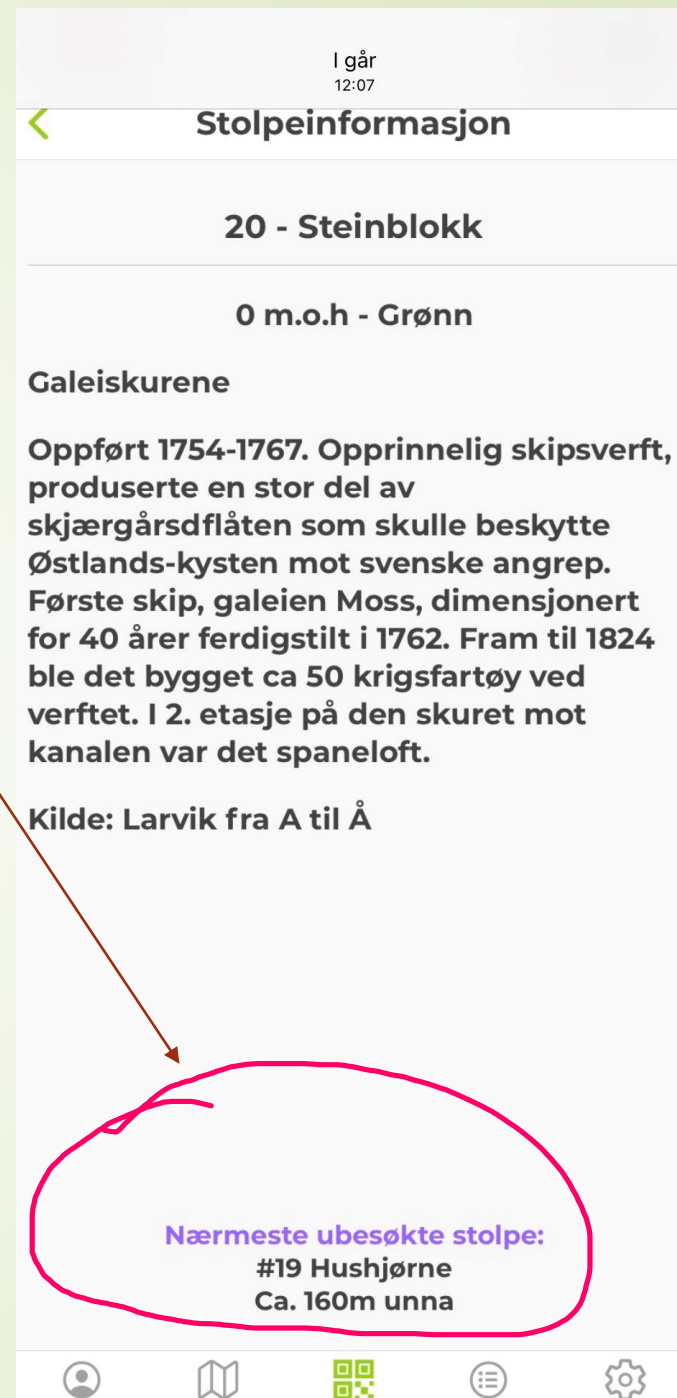 I går
12:07
Stolpeinformasjon
20 - Steinblokk
0 m.o.h - Grønn
Galeiskurene
Oppført 1754-1767. Opprinnelig skipsverft,
produserte en stor del av
skjærgårsdflåten som skulle beskytte
Østlands-kysten mot svenske angrep.
Første skip, galeien Moss, dimensjonert
for 40 årer ferdigstilt i 1762. Fram til 1824
ble det bygget ca 50 krigsfartøy ved
verftet. I 2. etasje på den skuret mot
kanalen var det spaneloft.
Kilde: Larvik fra A til Å
Nærmeste ubesøkte stolpe:
#19 Hushjørne
Ca. 160m unna